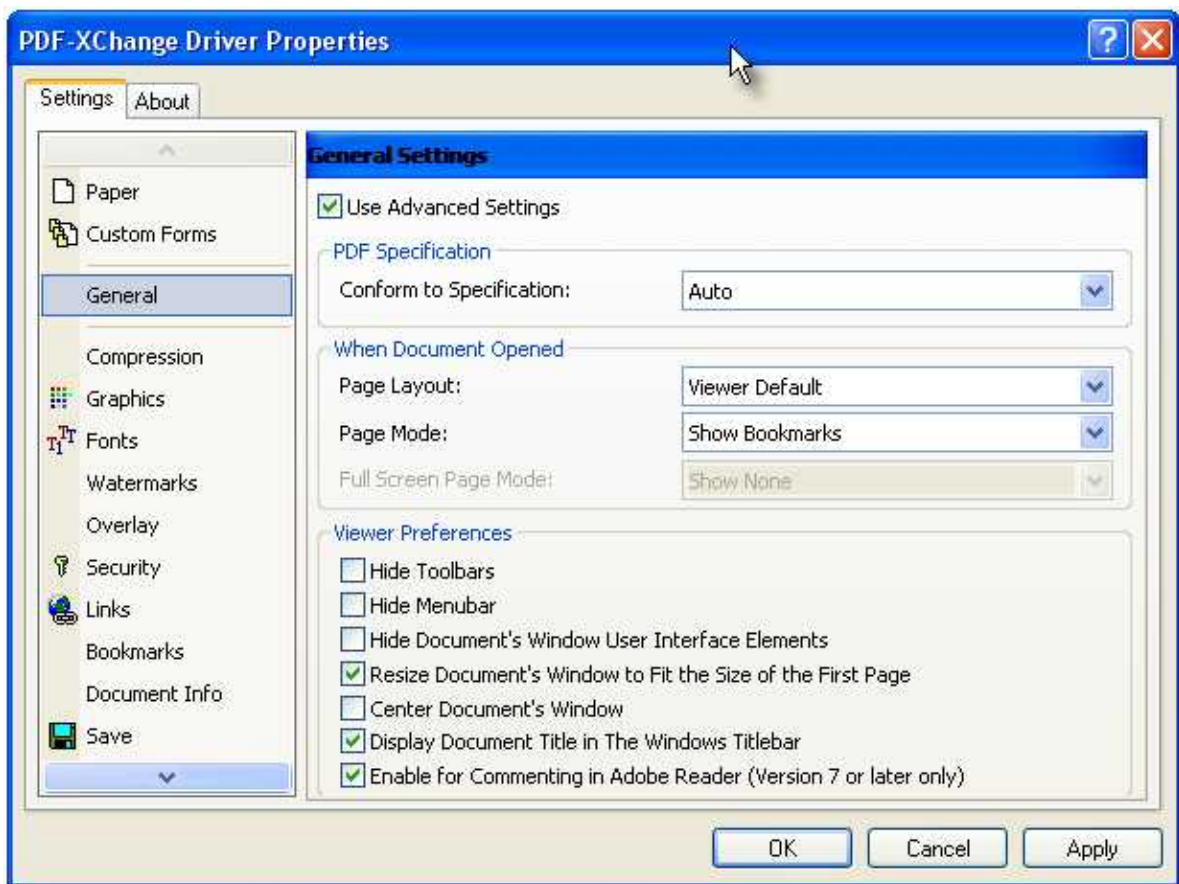 PDF-XChange Driver Properties
Settings
About
Paper
Custom Forms
General
Compression
Graphics
Fonts
Watermarks
Overlay
Security
Links
Bookmarks
Document Info
Save
General Settings
Use Advanced Settings
PDF Specification
Conform to Specification: Auto
When Document Opened
Page Layout: Viewer Default
Page Mode: Show Bookmarks
Full Screen Page Mode: Show None
Viewer Preferences
Hide Toolbars
Hide Menubar
Hide Document's Window User Interface Elements
Resize Document's Window to Fit the Size of the First Page
Center Document's Window
Display Document Title in The Windows Titlebar
Enable for Commenting in Adobe Reader (Version 7 or later only)
OK Cancel Apply